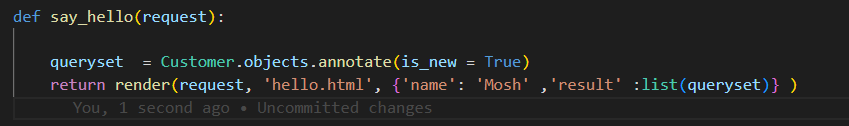 def say_hello(request):
queryset  = Customer.objects.annotate(is_new = True)
return render(request, 'hello.html', {'name': 'Mosh' ,'result' :list(queryset)} )
You, 1 second ago • Uncommitted changes